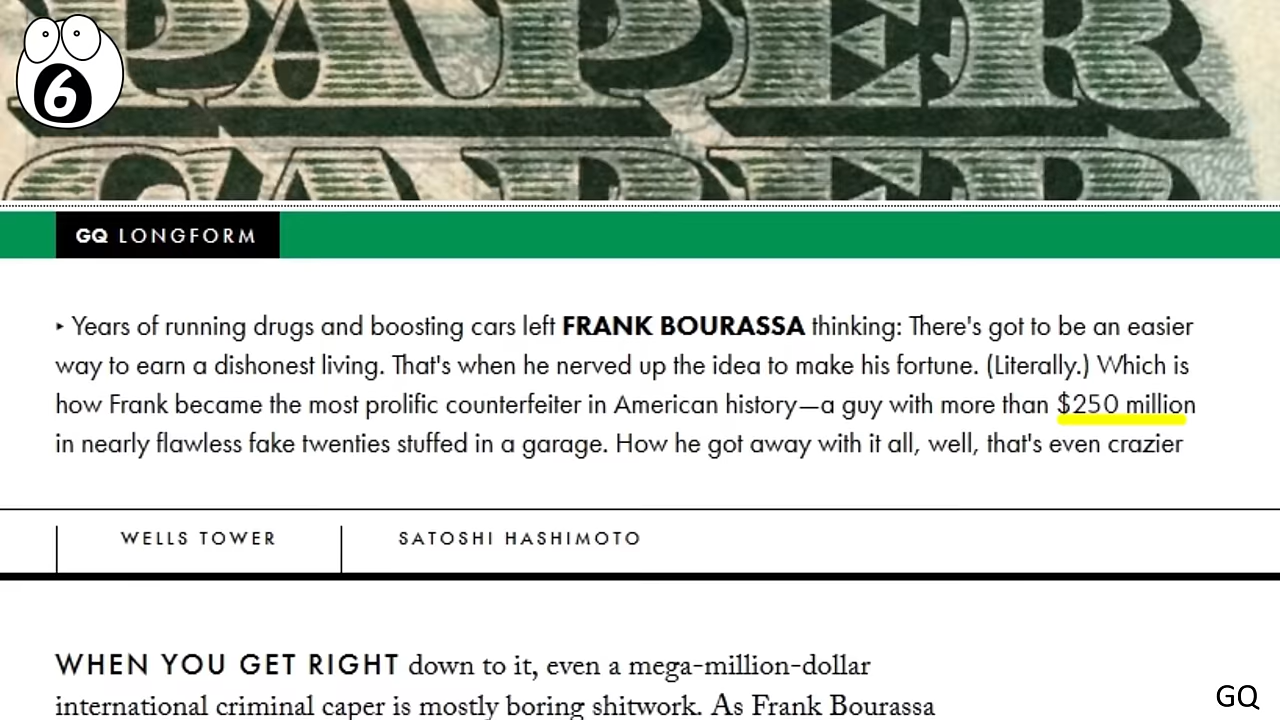 PAPER
CAPER
6
GQ LONGFORM
‣ Years of running drugs and boosting cars left FRANK BOURASSA thinking: There's got to be an easier
way to earn a dishonest living. That's when he nerved up the idea to make his fortune. (Literally.) Which is
how Frank became the most prolific counterfeiter in American history—a guy with more than $250 million
in nearly flawless fake twenties stuffed in a garage. How he got away with it all, well, that's even crazier
WELLS TOWER
SATOSHI HASHIMOTO
WHEN YOU GET RIGHT down to it, even a mega-million-dollar
international criminal caper is mostly boring shitwork. As Frank Bourassa
GQ